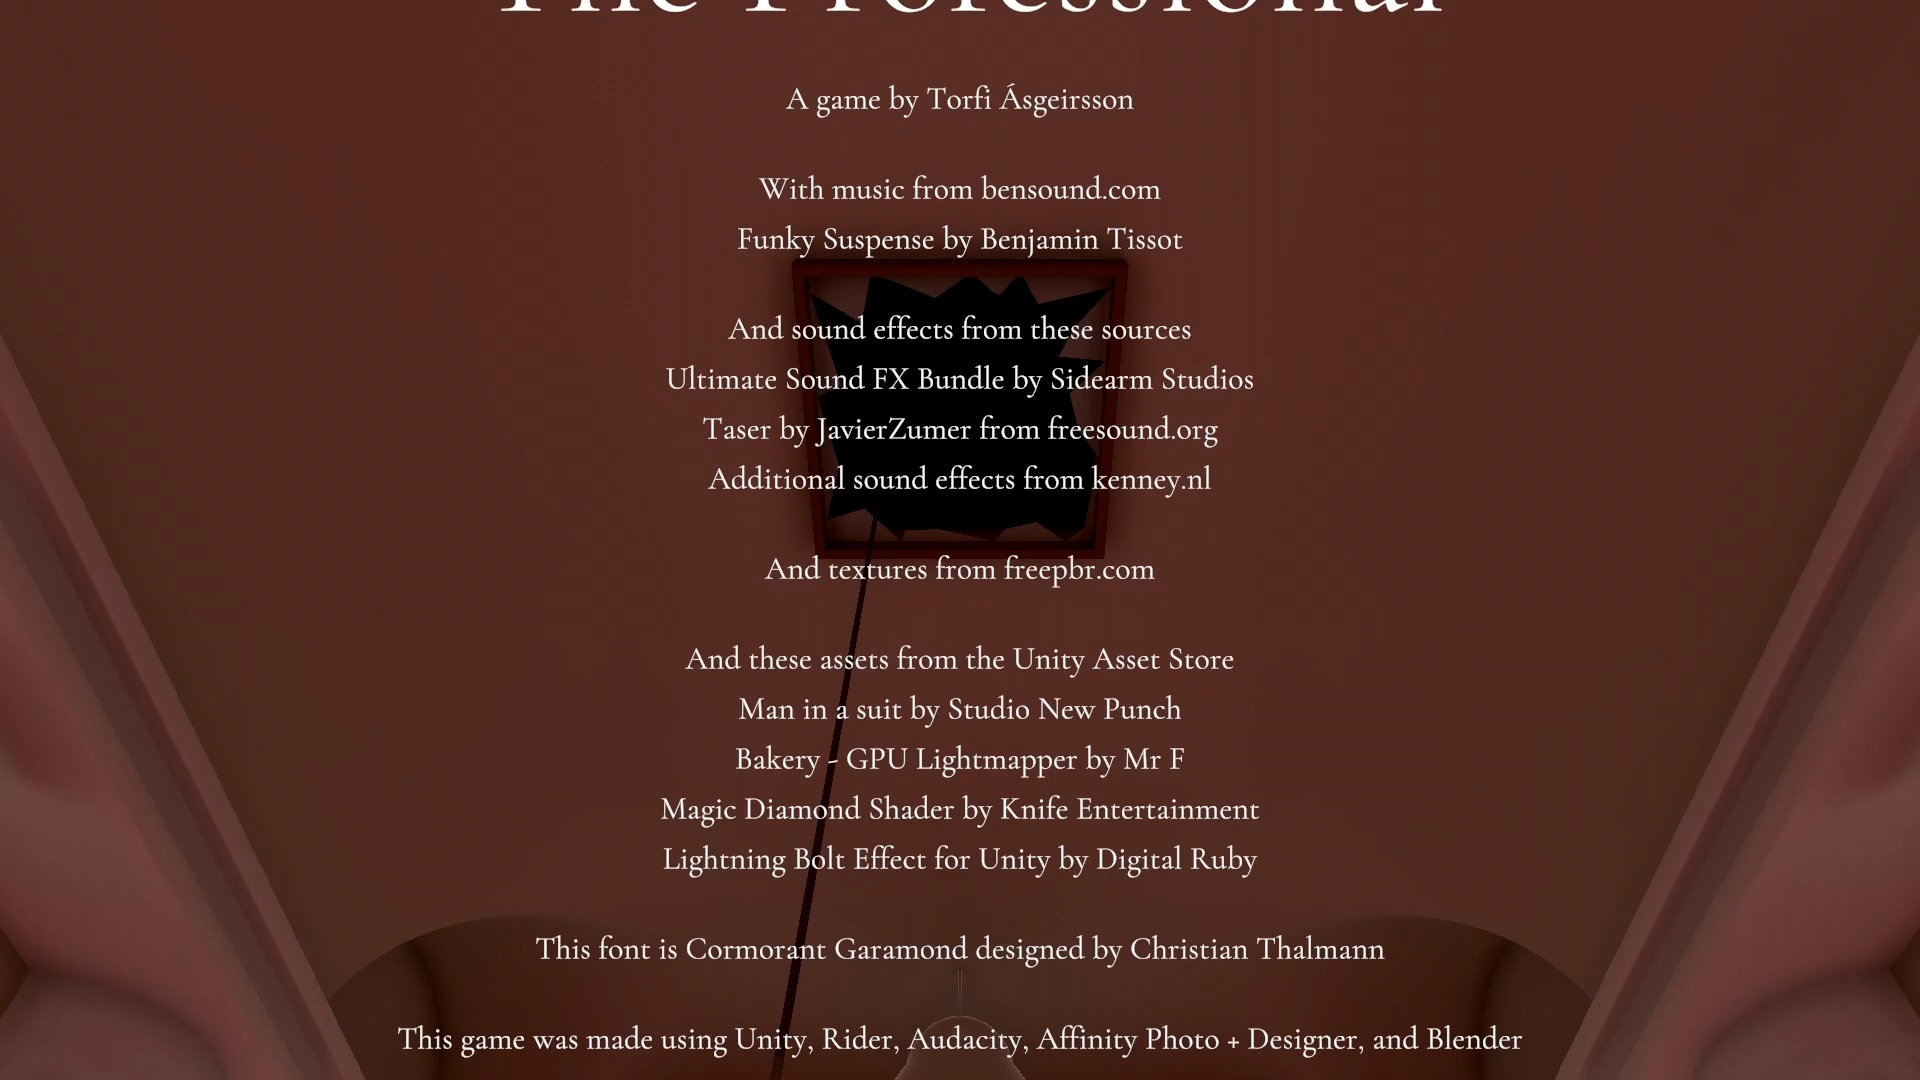 The Professional
A game by Torfi Ásgeirsson
With music from bensound.com
Funky Suspense by Benjamin Tissot
And sound effects from these sources
Ultimate Sound FX Bundle by Sidearm Studios
Taser by JavierZumer from freesound.org
Additional sound effects from kenney.nl
And textures from freepbr.com
And these assets from the Unity Asset Store
Man in a suit by Studio New Punch
Bakery - GPU Lightmapper by Mr F
Magic Diamond Shader by Knife Entertainment
Lightning Bolt Effect for Unity by Digital Ruby
This font is Cormorant Garamond designed by Christian Thalmann
This game was made using Unity, Rider, Audacity, Affinity Photo + Designer, and Blender